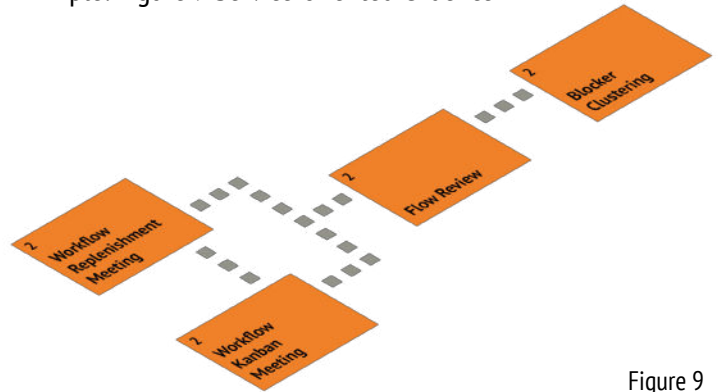 2
Blocker
Clustering
2
Flow Review
2
Workflow
Replenishment
Meeting
2
Workflow
Kanban
Meeting
Figure 9